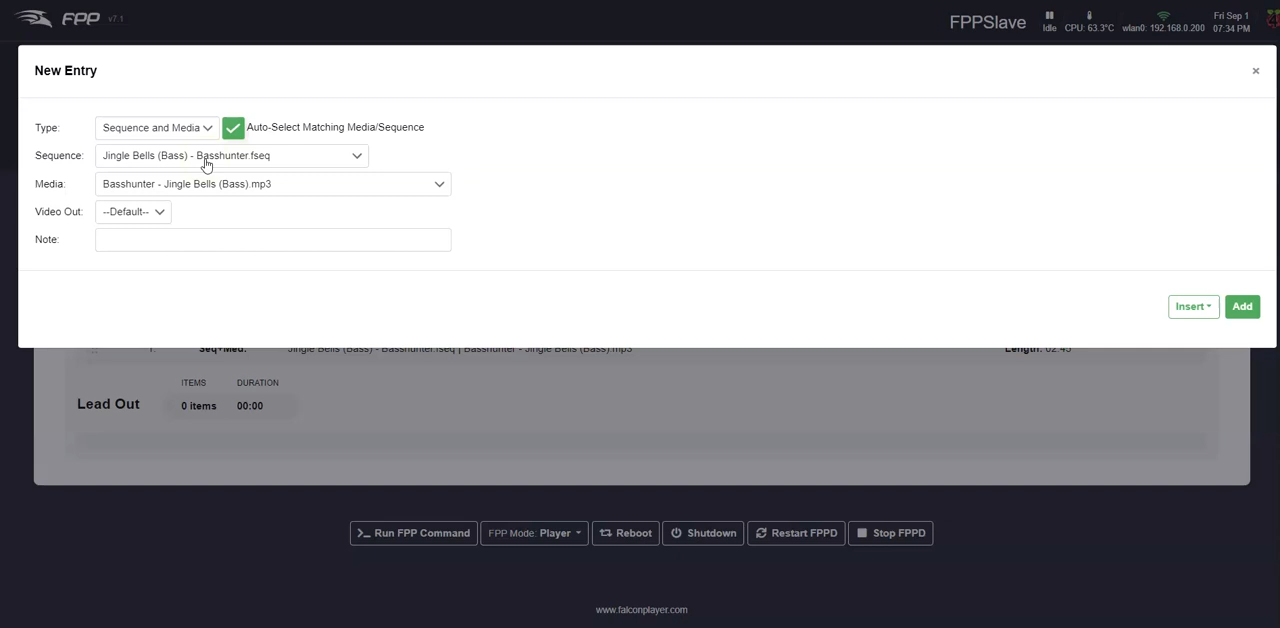 FPP v7.1
FPPSlave
Idle
CPU: 63.3°C
wlan0: 192.168.0.200
Fri Sep 1
07:34 PM
New Entry
×
Type: Sequence and Media Auto-Select Matching Media/Sequence
Sequence: Jingle Bells (Bass) - Basshunter.fseq
Media: Basshunter - Jingle Bells (Bass).mp3
Video Out: --Default--
Note:
Insert Add
1. Seq+Med: Jingle Bells (Bass) - Basshunter.fseq | Basshunter - Jingle Bells (Bass).mp3 Length: 02:45
ITEMS DURATION
Lead Out 0 items 00:00
>_ Run FPP Command FPP Mode: Player Reboot Shutdown Restart FPPD Stop FPPD
www.falconplayer.com